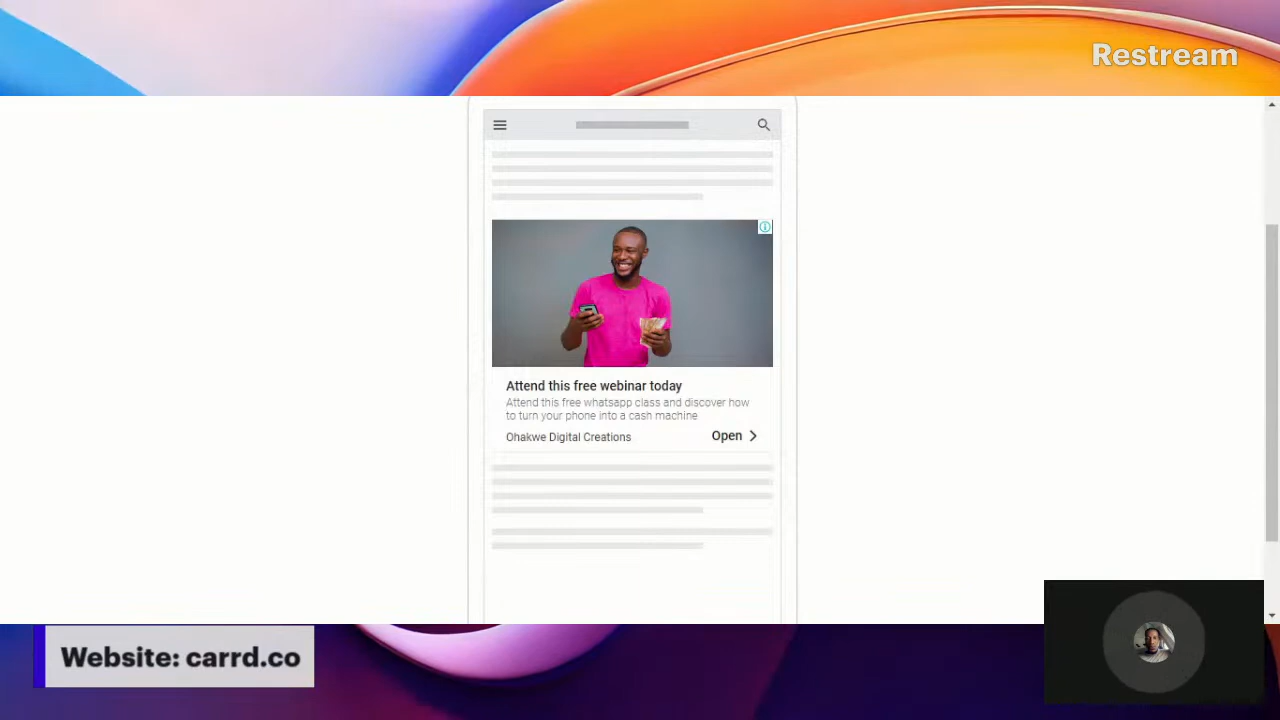 Restream
Attend this free webinar today
Attend this free whatsapp class and discover how
to turn your phone into a cash machine
Ohakwe Digital Creations
Open
Website: carrd.co